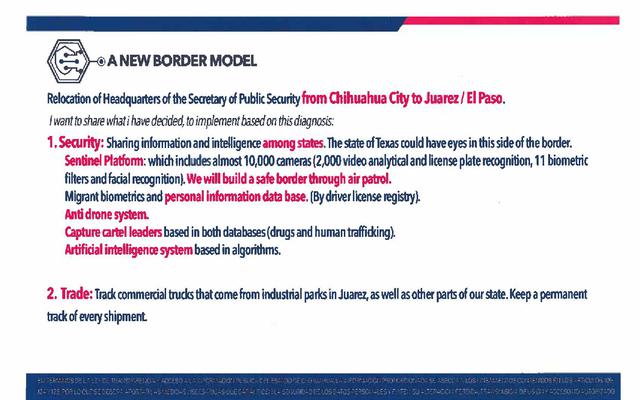 A NEW BORDER MODEL
Relocation of Headquarters of the Secretary of Public Security from Chihuahua City to Juarez / El Paso.
I want to share what i have decided, to implement based on this diagnosis:
1. Security: Sharing information and intelligence among states. The state of Texas could have eyes in this side of the border.
Sentinel Platform: which includes almost 10,000 cameras (2,000 video analytical and license plate recognition, 11 biometric
filters and facial recognition). We will build a safe border through air patrol.
Migrant biometrics and personal information data base. (By driver license registry).
Anti drone system.
Capture cartel leaders based in both databases (drugs and human trafficking).
Artificial intelligence system based in algorithms.
2. Trade: Track commercial trucks that come from industrial parks in Juarez, as well as other parts of our state. Keep a permanent
track of every shipment.